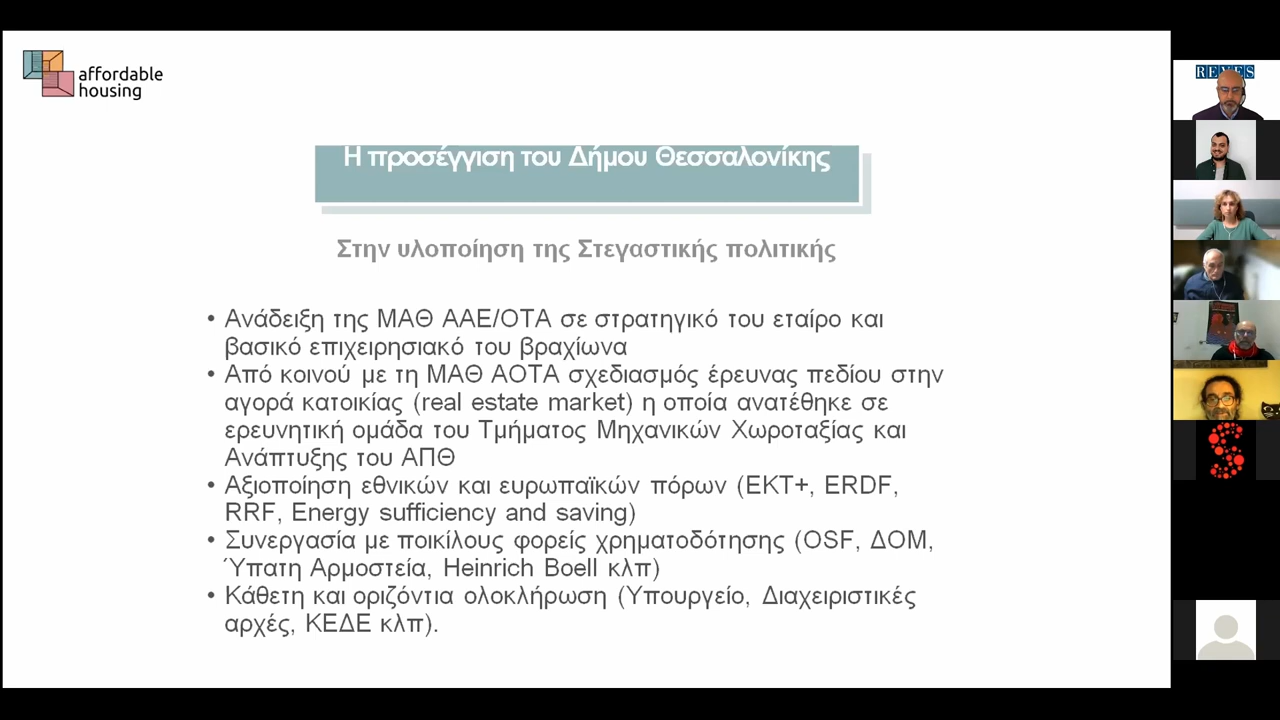 affordable
housing
Η προσέγγιση του Δήμου Θεσσαλονίκης
Στην υλοποίηση της Στεγαστικής πολιτικής
• Ανάδειξη της ΜΑΘ ΑΑΕ/ΟΤΑ σε στρατηγικό του εταίρο και
βασικό επιχειρησιακό του βραχίωνα
• Από κοινού με τη ΜΑΘ ΑΟΤΑ σχεδιασμός έρευνας πεδίου στην
αγορά κατοικίας (real estate market) η οποία ανατέθηκε σε
ερευνητική ομάδα του Τμήματος Μηχανικών Χωροταξίας και
Ανάπτυξης του ΑΠΘ
• Αξιοποίηση εθνικών και ευρωπαϊκών πόρων (ΕΚΤ+, ERDF,
RRF, Energy sufficiency and saving)
• Συνεργασία με ποικίλους φορείς χρηματοδότησης (OSF, ΔΟΜ,
Ύπατη Αρμοστεία, Heinrich Boell κλπ)
• Κάθετη και οριζόντια ολοκλήρωση (Υπουργείο, Διαχειριστικές
αρχές, ΚΕΔΕ κλπ).